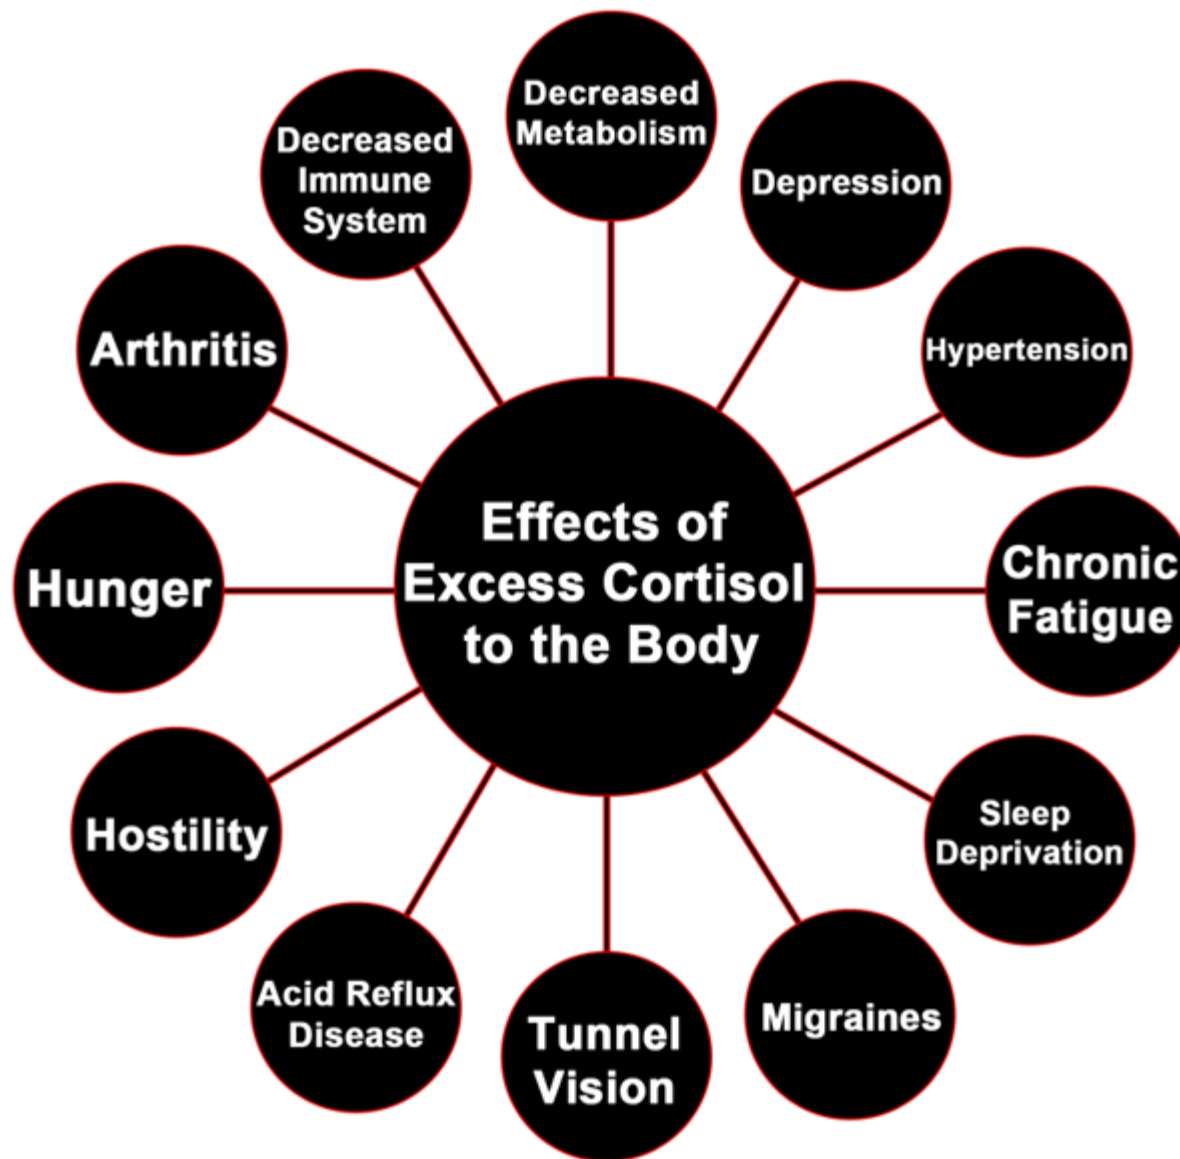 Decreased
Metabolism
Decreased
Immune
System
Depression
Arthritis
Hypertension
Effects of
Excess Cortisol
to the Body
Hunger
Chronic
Fatigue
Hostility
Sleep
Deprivation
Acid Reflux
Disease
Tunnel
Vision
Migraines